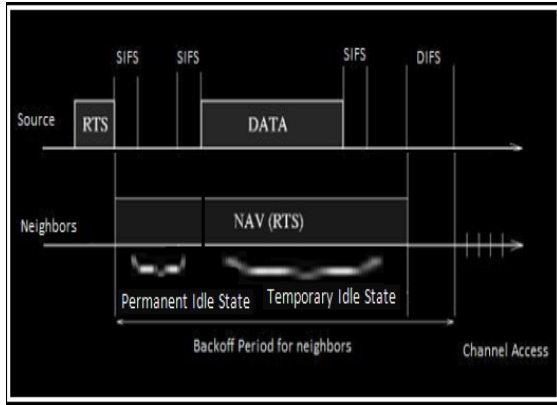 SIFS SIFS SIFS DIFS
Source RTS DATA
Neighbors NAV (RTS)
Permanent Idle State Temporary Idle State
Backoff Period for neighbors Channel Access